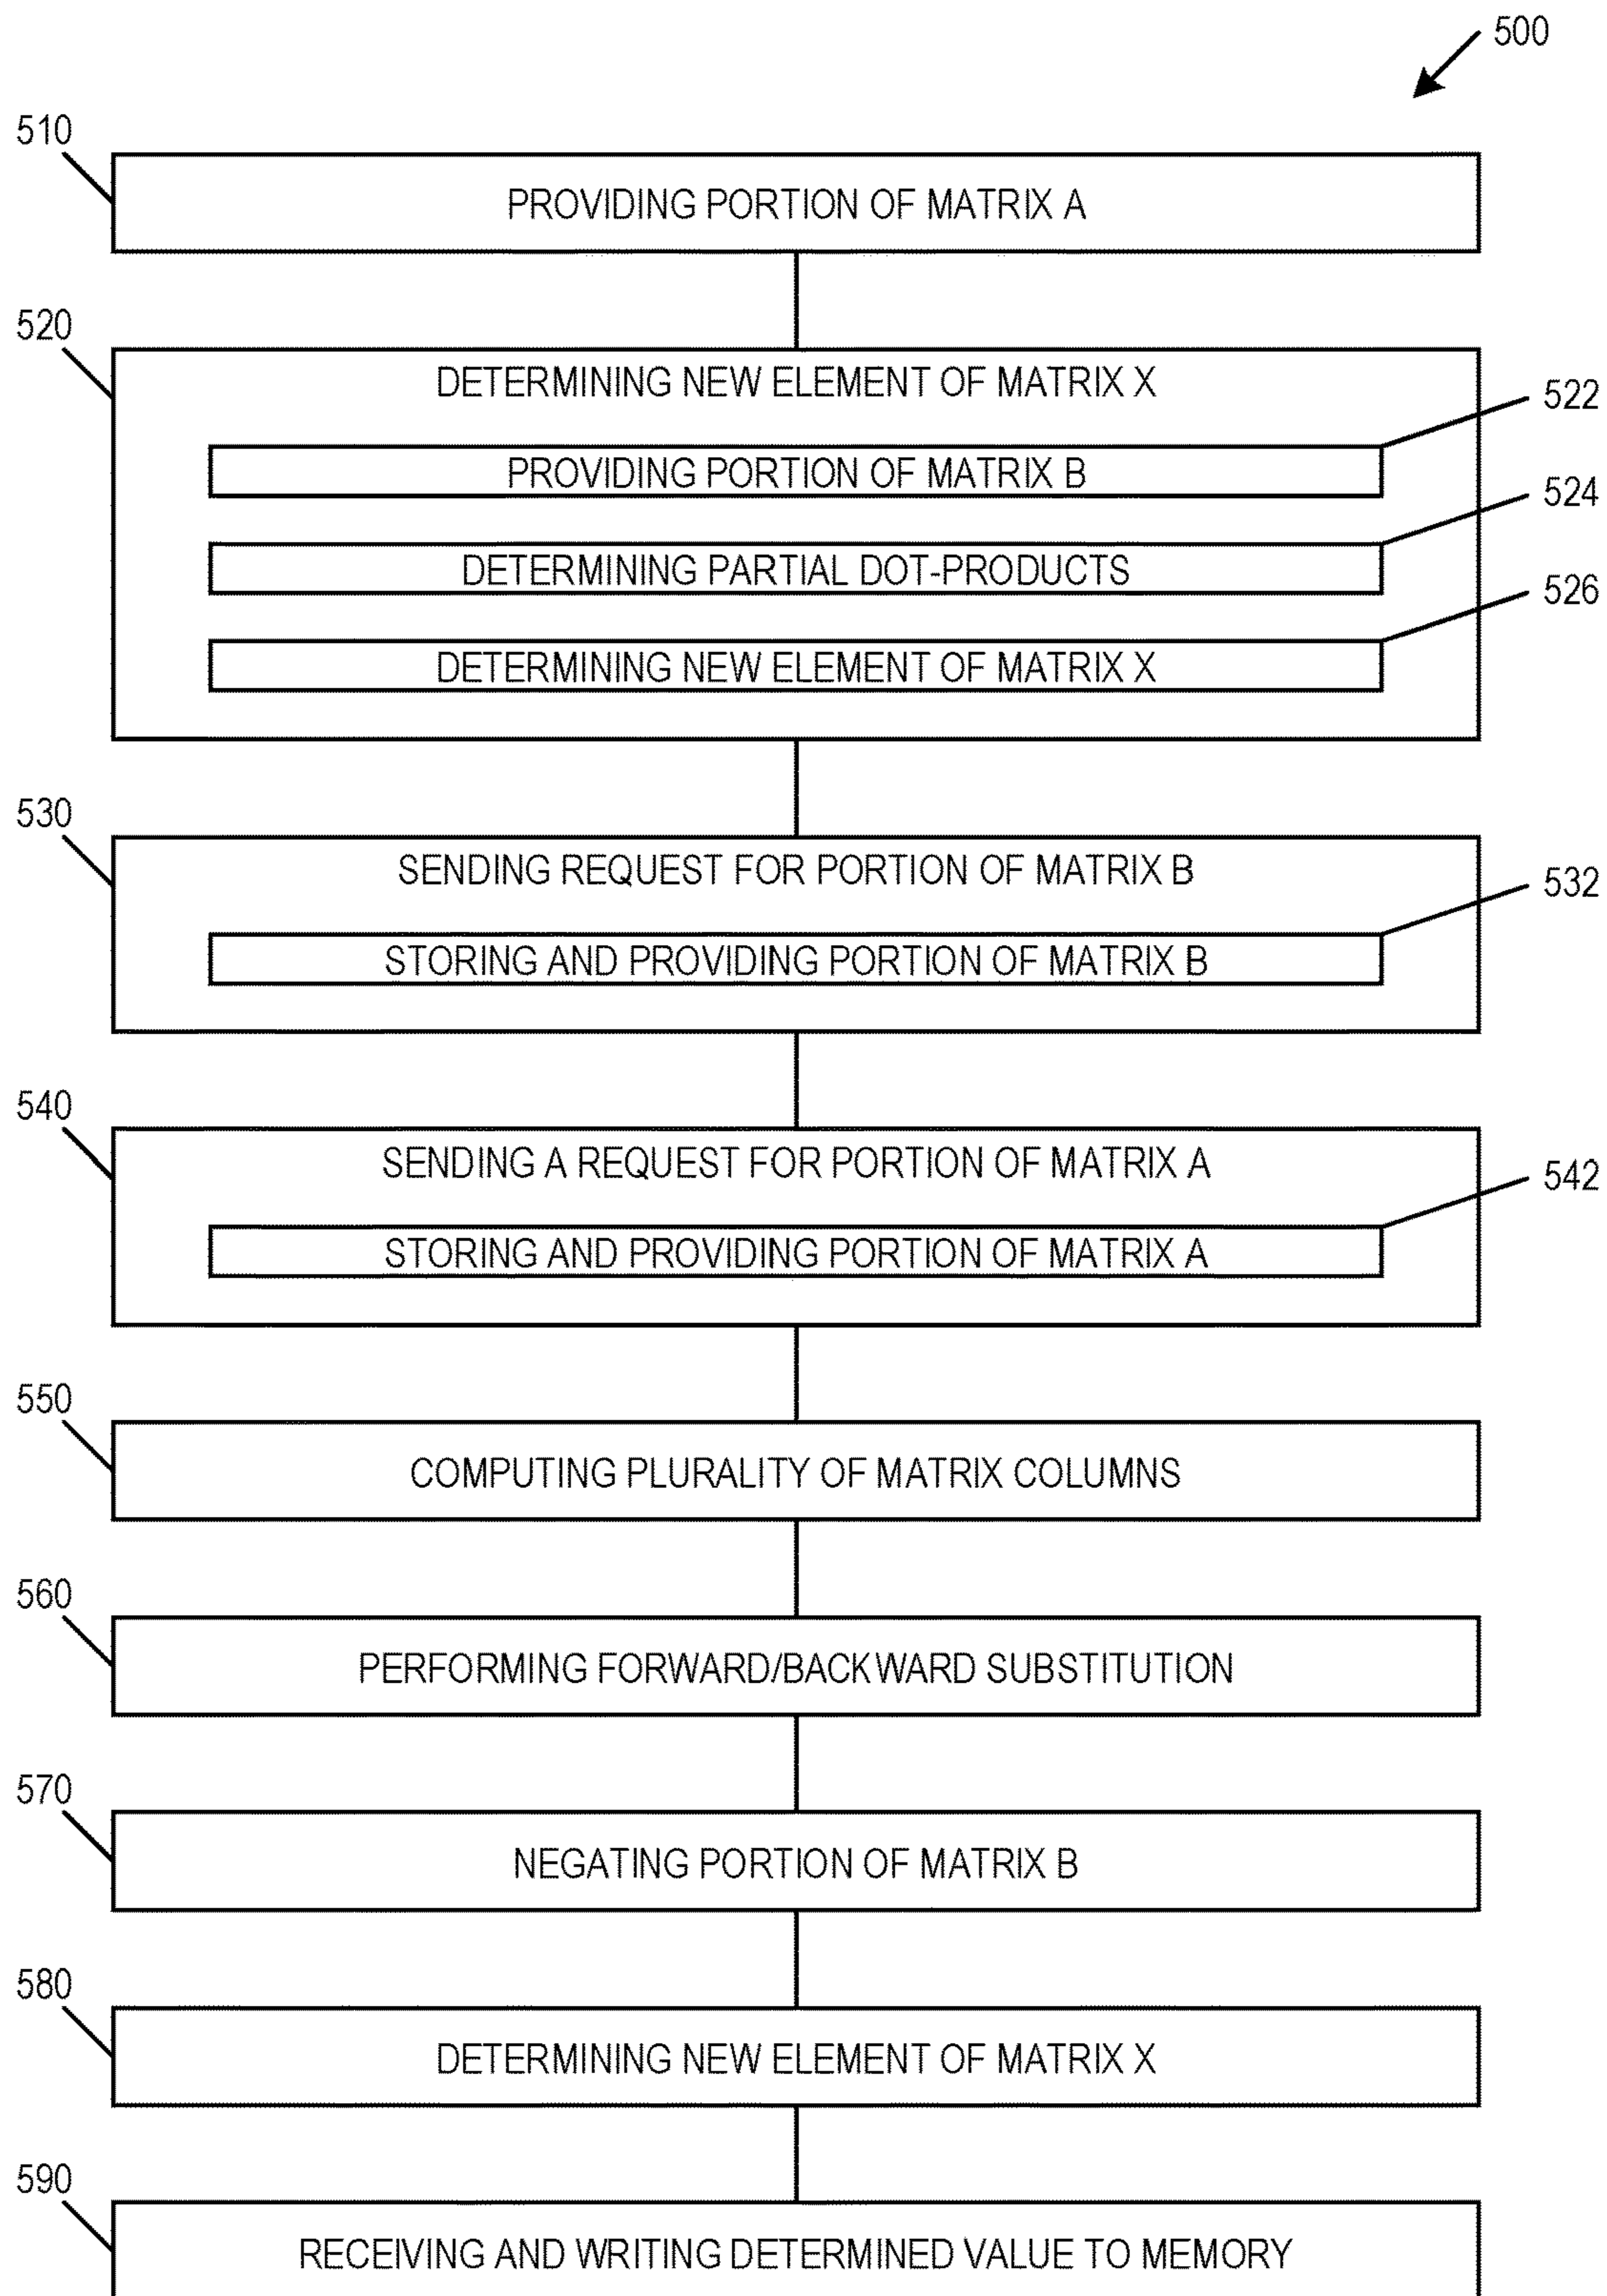 500
510
PROVIDING PORTION OF MATRIX A
520
DETERMINING NEW ELEMENT OF MATRIX X
522
PROVIDING PORTION OF MATRIX B
524
DETERMINING PARTIAL DOT-PRODUCTS
526
DETERMINING NEW ELEMENT OF MATRIX X
530
SENDING REQUEST FOR PORTION OF MATRIX B
532
STORING AND PROVIDING PORTION OF MATRIX B
540
SENDING A REQUEST FOR PORTION OF MATRIX A
542
STORING AND PROVIDING PORTION OF MATRIX A
550
COMPUTING PLURALITY OF MATRIX COLUMNS
560
PERFORMING FORWARD/BACKWARD SUBSTITUTION
570
NEGATING PORTION OF MATRIX B
580
DETERMINING NEW ELEMENT OF MATRIX X
590
RECEIVING AND WRITING DETERMINED VALUE TO MEMORY